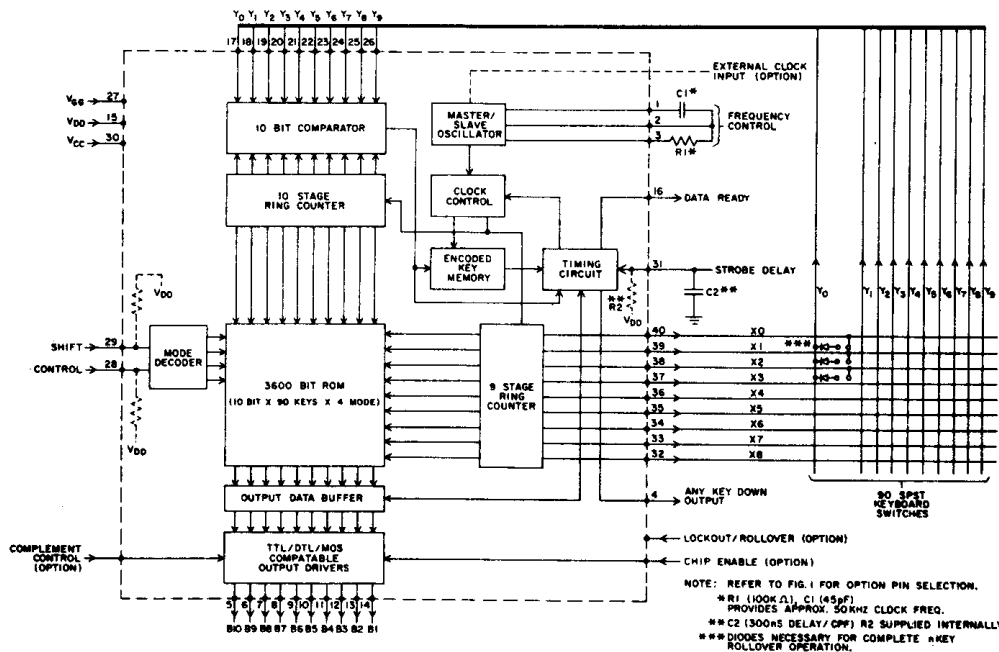 Y0 Y1 Y2 Y3 Y4 Y5 Y6 Y7 Y8 Y9
17 18 19 20 21 22 23 24 25 26
EXTERNAL CLOCK
INPUT (OPTION)
C1*
VGG 27
VDD 15
VCC 30
10 BIT COMPARATOR
MASTER/
SLAVE
OSCILLATOR
1
2
3
R1*
FREQUENCY
CONTROL
10 STAGE
RING COUNTER
CLOCK
CONTROL
16
DATA READY
ENCODED
KEY
MEMORY
TIMING
CIRCUIT
31
STROBE DELAY
**
R2
VDD
C2**
Y0 Y1 Y2 Y3 Y4 Y5 Y6 Y7 Y8 Y9
VDD
SHIFT 29
CONTROL 28
MODE
DECODER
VDD
3600 BIT ROM
(10 BIT X 90 KEYS X 4 MODE)
9 STAGE
RING
COUNTER
40 X0
39 X1
***
38 X2
37 X3
36 X4
35 X5
34 X6
33 X7
32 X8
OUTPUT DATA BUFFER
4
ANY KEY DOWN
OUTPUT
90 SPST
KEYBOARD
SWITCHES
COMPLEMENT
CONTROL
(OPTION)
TTL/DTL/MOS
COMPATABLE
OUTPUT DRIVERS
LOCKOUT/ROLLOVER (OPTION)
CHIP ENABLE (OPTION)
5 6 7 8 9 10 11 12 13 14
B10 B9 B8 B7 B6 B5 B4 B3 B2 B1
NOTE: REFER TO FIG. 1 FOR OPTION PIN SELECTION.
*R1 (100KΩ), C1 (45pF)
PROVIDES APPROX. 50KHZ CLOCK FREQ.
**C2 (300nS DELAY/CPF) R2 SUPPLIED INTERNALLY
***DIODES NECESSARY FOR COMPLETE nKEY
ROLLOVER OPERATION.